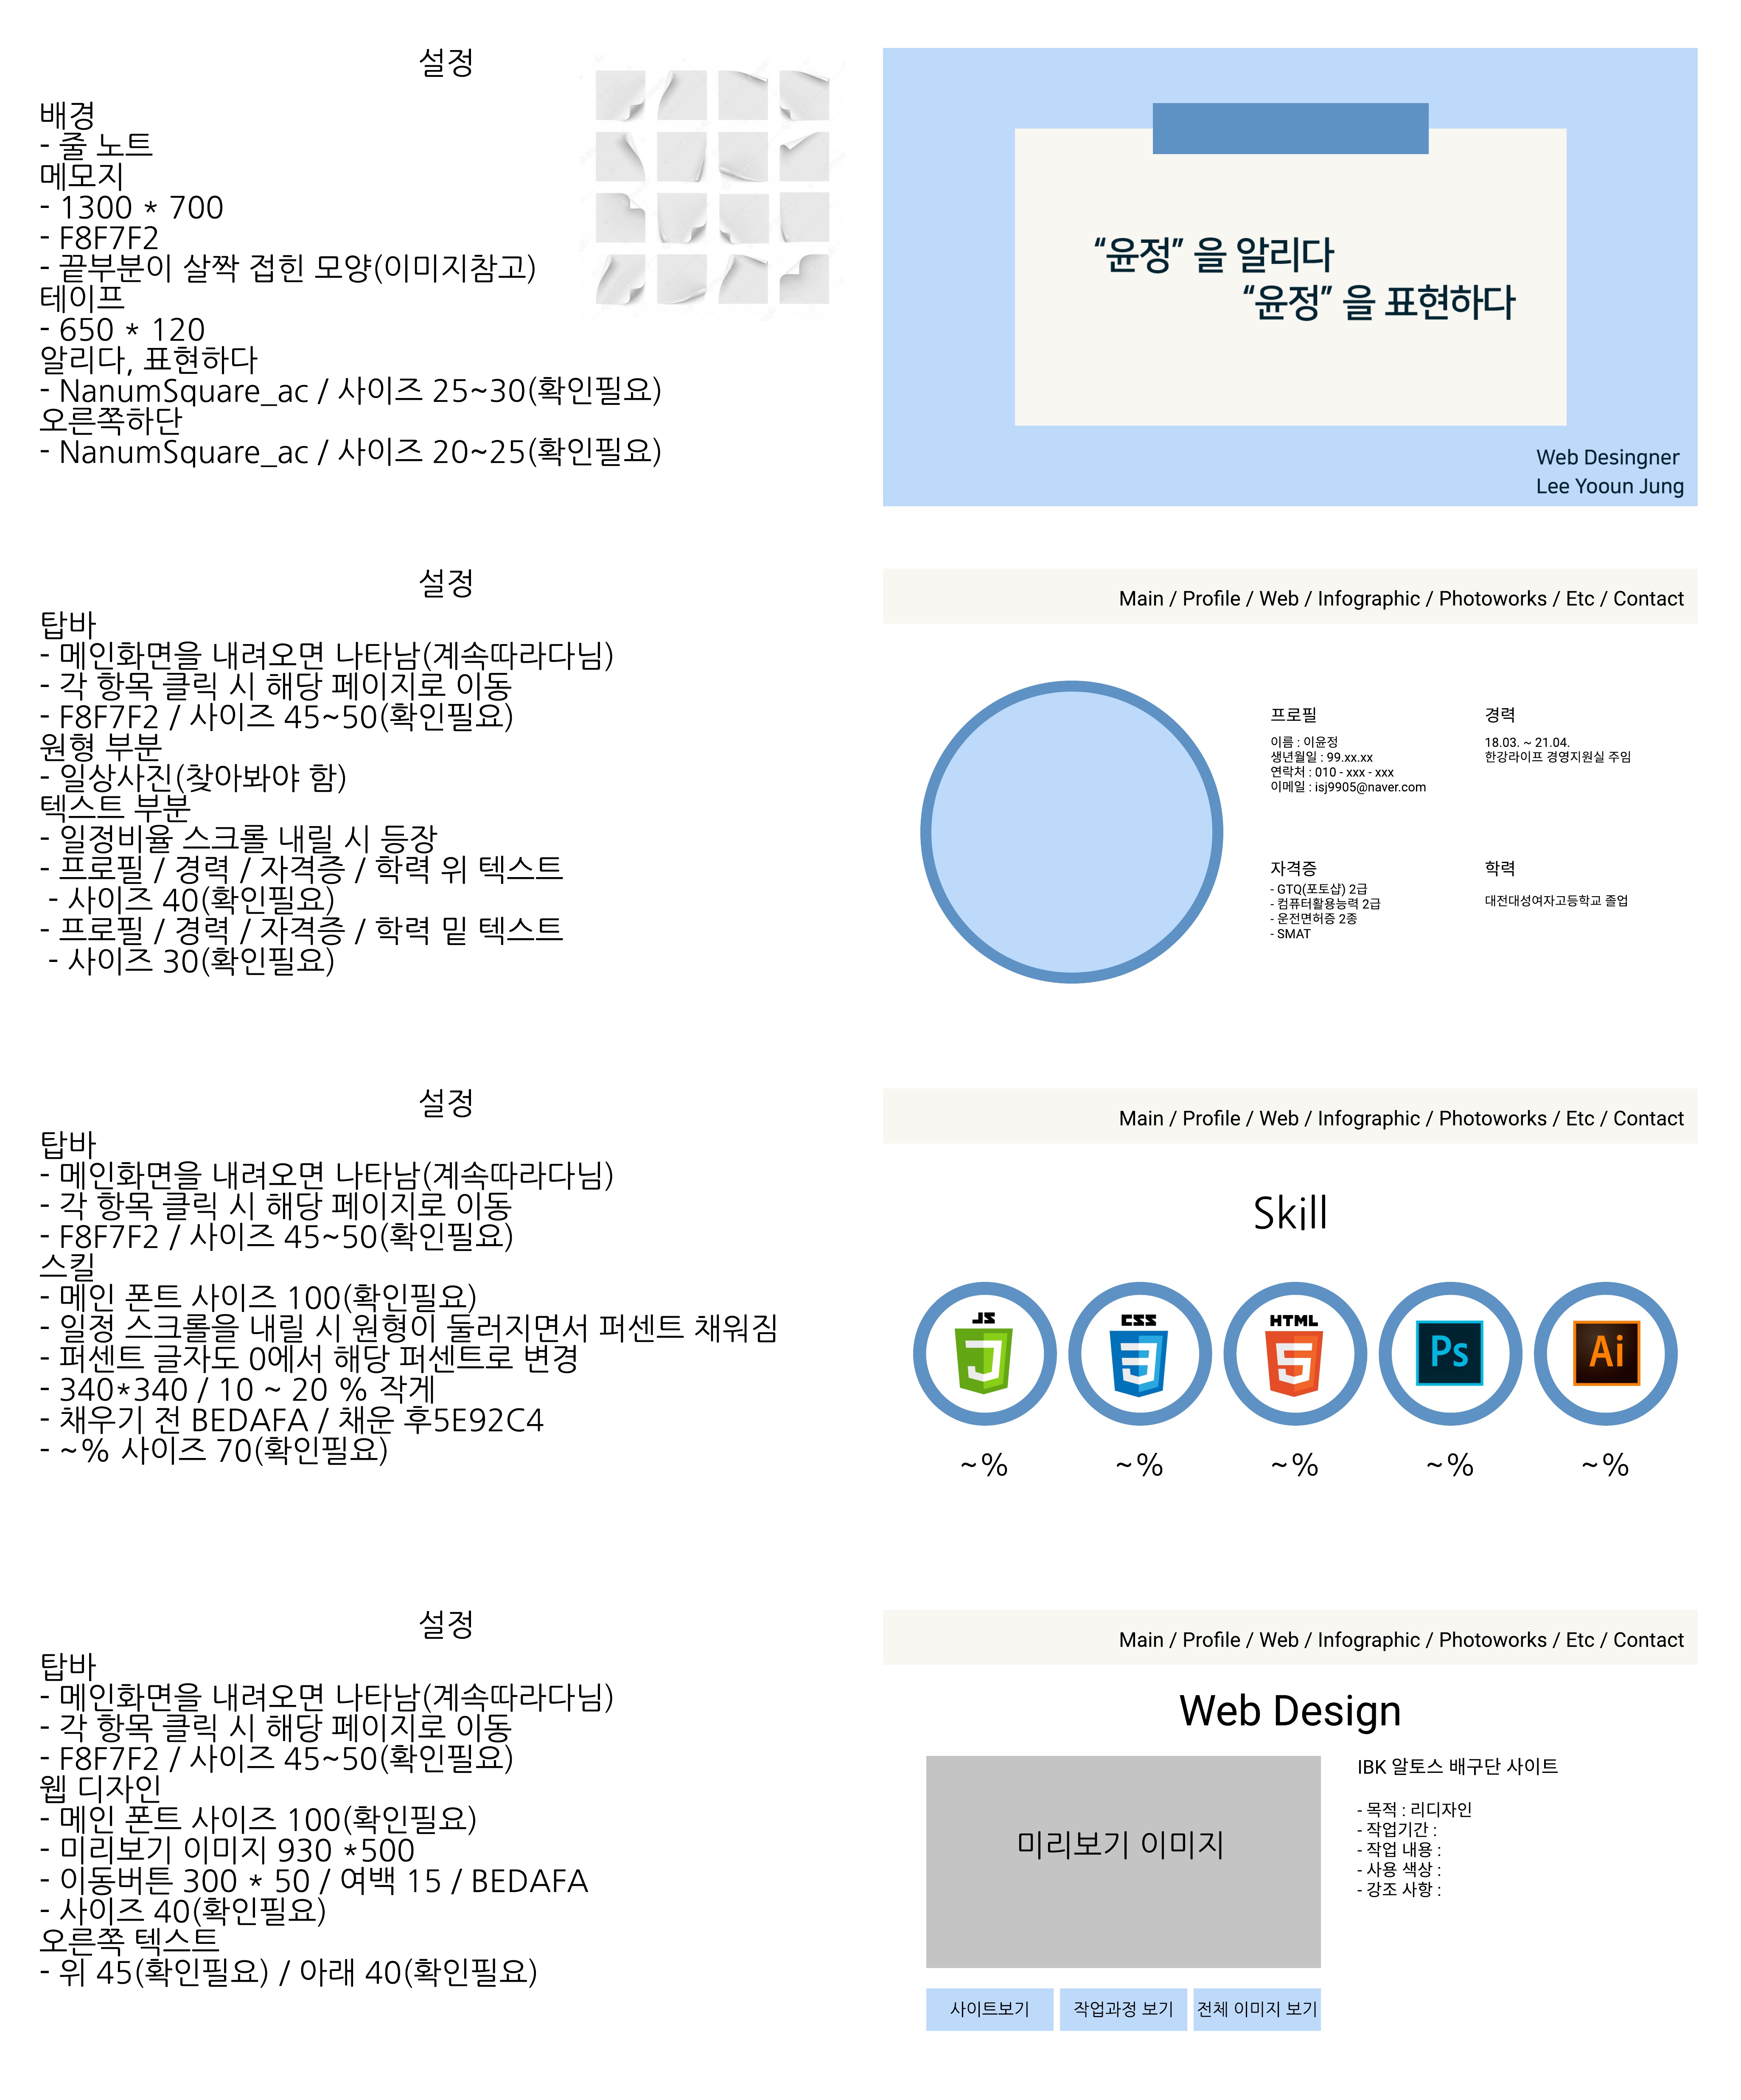 설정
배경
- 줄 노트
메모지
- 1300 * 700
- F8F7F2
- 끝부분이 살짝 접힌 모양(이미지참고)
테이프
- 650 * 120
알리다, 표현하다
- NanumSquare_ac / 사이즈 25~30(확인필요)
오른쪽하단
- NanumSquare_ac / 사이즈 20~25(확인필요)
“윤정” 을 알리다
“윤정” 을 표현하다
Web Desingner
Lee Yooun Jung
설정
탑바
- 메인화면을 내려오면 나타남(계속따라다님)
- 각 항목 클릭 시 해당 페이지로 이동
- F8F7F2 / 사이즈 45~50(확인필요)
원형 부분
- 일상사진(찾아봐야 함)
텍스트 부분
- 일정비율 스크롤 내릴 시 등장
- 프로필 / 경력 / 자격증 / 학력 위 텍스트
- 사이즈 40(확인필요)
- 프로필 / 경력 / 자격증 / 학력 밑 텍스트
- 사이즈 30(확인필요)
Main / Profile / Web / Infographic / Photoworks / Etc / Contact
프로필
이름 : 이윤정
생년월일 : 99.xx.xx
연락처 : 010 - xxx - xxx
이메일 : isj9905@naver.com
경력
18.03. ~ 21.04.
한강라이프 경영지원실 주임
자격증
- GTQ(포토샵) 2급
- 컴퓨터활용능력 2급
- 운전면허증 2종
- SMAT
학력
대전대성여자고등학교 졸업
설정
탑바
- 메인화면을 내려오면 나타남(계속따라다님)
- 각 항목 클릭 시 해당 페이지로 이동
- F8F7F2 / 사이즈 45~50(확인필요)
스킬
- 메인 폰트 사이즈 100(확인필요)
- 일정 스크롤을 내릴 시 원형이 둘러지면서 퍼센트 채워짐
- 퍼센트 글자도 0에서 해당 퍼센트로 변경
- 340*340 / 10 ~ 20 % 작게
- 채우기 전 BEDAFA / 채운 후5E92C4
- ~% 사이즈 70(확인필요)
Main / Profile / Web / Infographic / Photoworks / Etc / Contact
Skill
JS CSS HTML Ps Ai
~% ~% ~% ~% ~%
설정
탑바
- 메인화면을 내려오면 나타남(계속따라다님)
- 각 항목 클릭 시 해당 페이지로 이동
- F8F7F2 / 사이즈 45~50(확인필요)
웹 디자인
- 메인 폰트 사이즈 100(확인필요)
- 미리보기 이미지 930 *500
- 이동버튼 300 * 50 / 여백 15 / BEDAFA
- 사이즈 40(확인필요)
오른쪽 텍스트
- 위 45(확인필요) / 아래 40(확인필요)
Main / Profile / Web / Infographic / Photoworks / Etc / Contact
Web Design
미리보기 이미지
IBK 알토스 배구단 사이트
- 목적 : 리디자인
- 작업기간 :
- 작업 내용 :
- 사용 색상 :
- 강조 사항 :
사이트보기 작업과정 보기 전체 이미지 보기